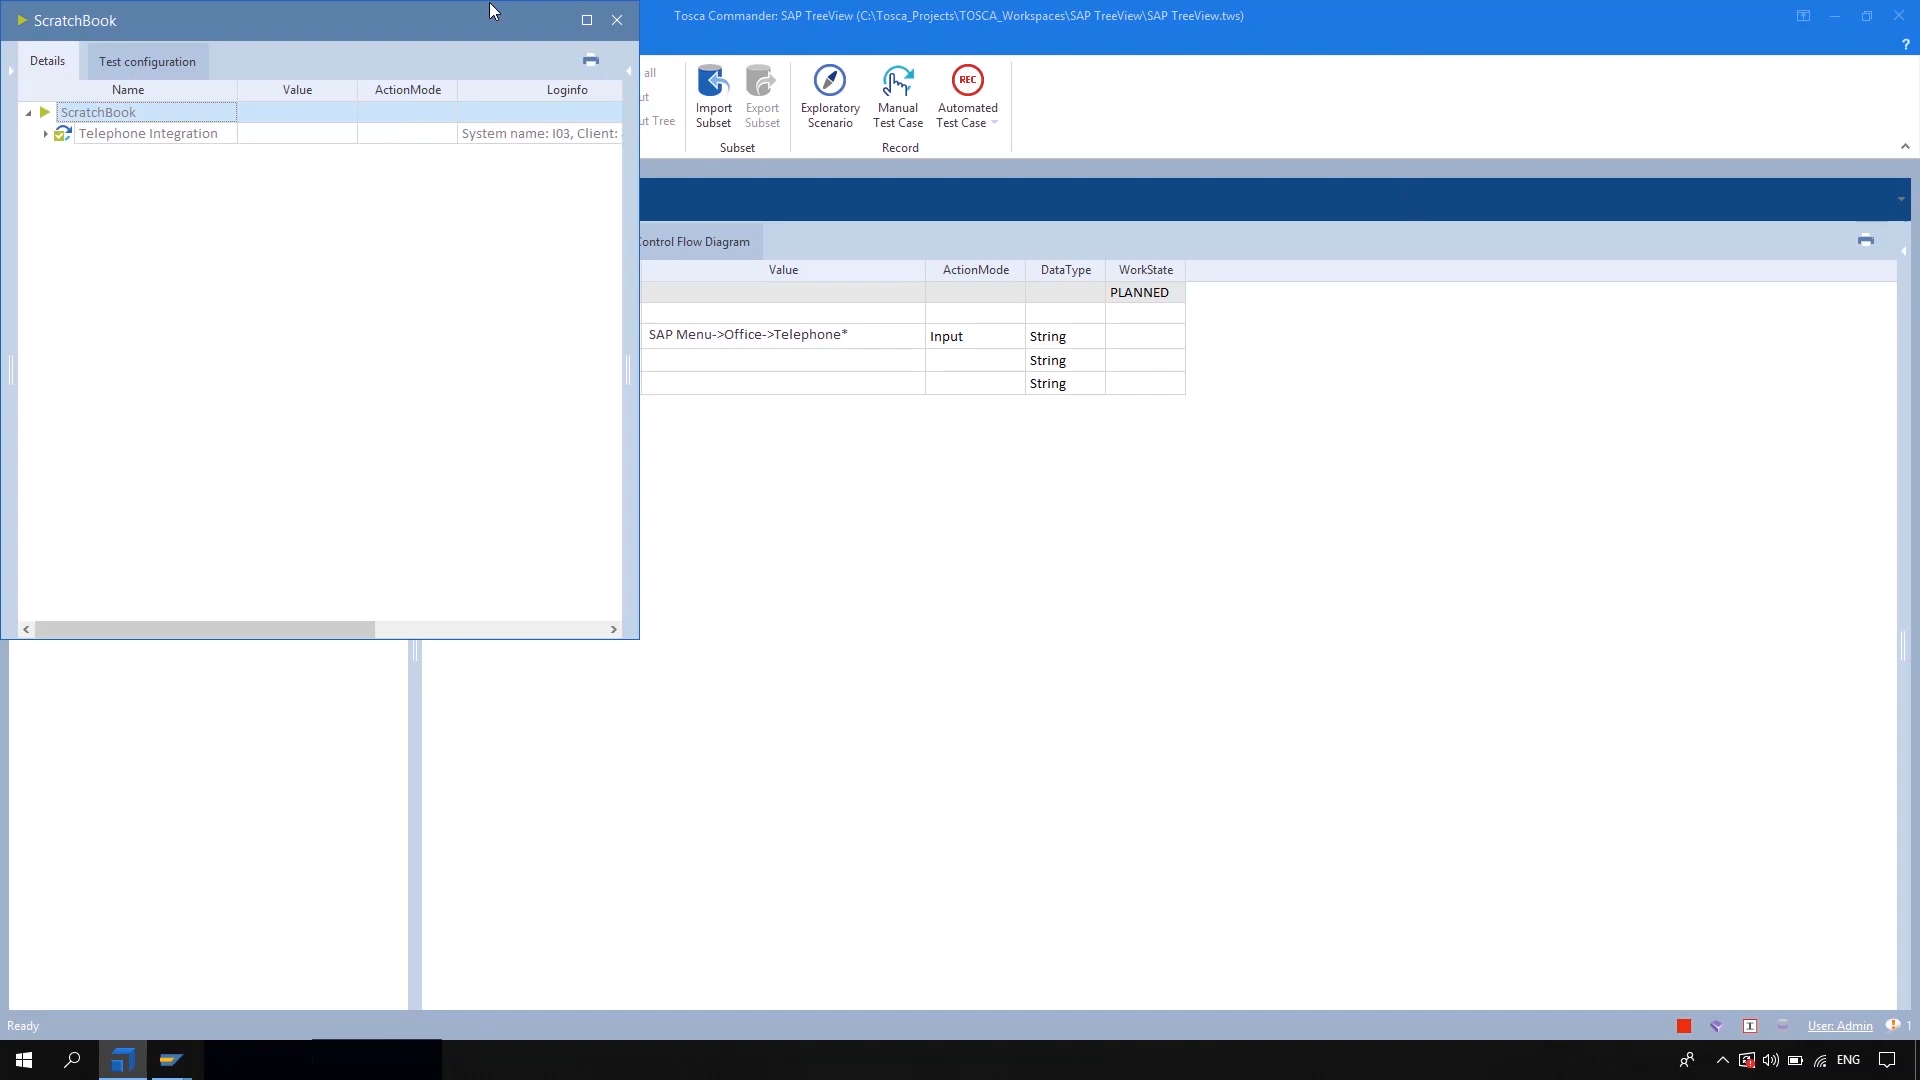 ScratchBook
Tosca Commander: SAP TreeView (C:\Tosca_Projects\TOSCA_Workspaces\SAP TreeView\SAP TreeView.tws)
?
Details
Test configuration
Name
Value
ActionMode
Loginfo
ScratchBook
Telephone Integration
System name: I03, Client:
all
ut
ut Tree
Import
Subset
Export
Subset
Subset
Exploratory
Scenario
Manual
Test Case
REC
Automated
Test Case
Record
Control Flow Diagram
Value
ActionMode
DataType
WorkState
PLANNED
SAP Menu->Office->Telephone*
Input
String
String
String
Ready
User: Admin
1
ENG